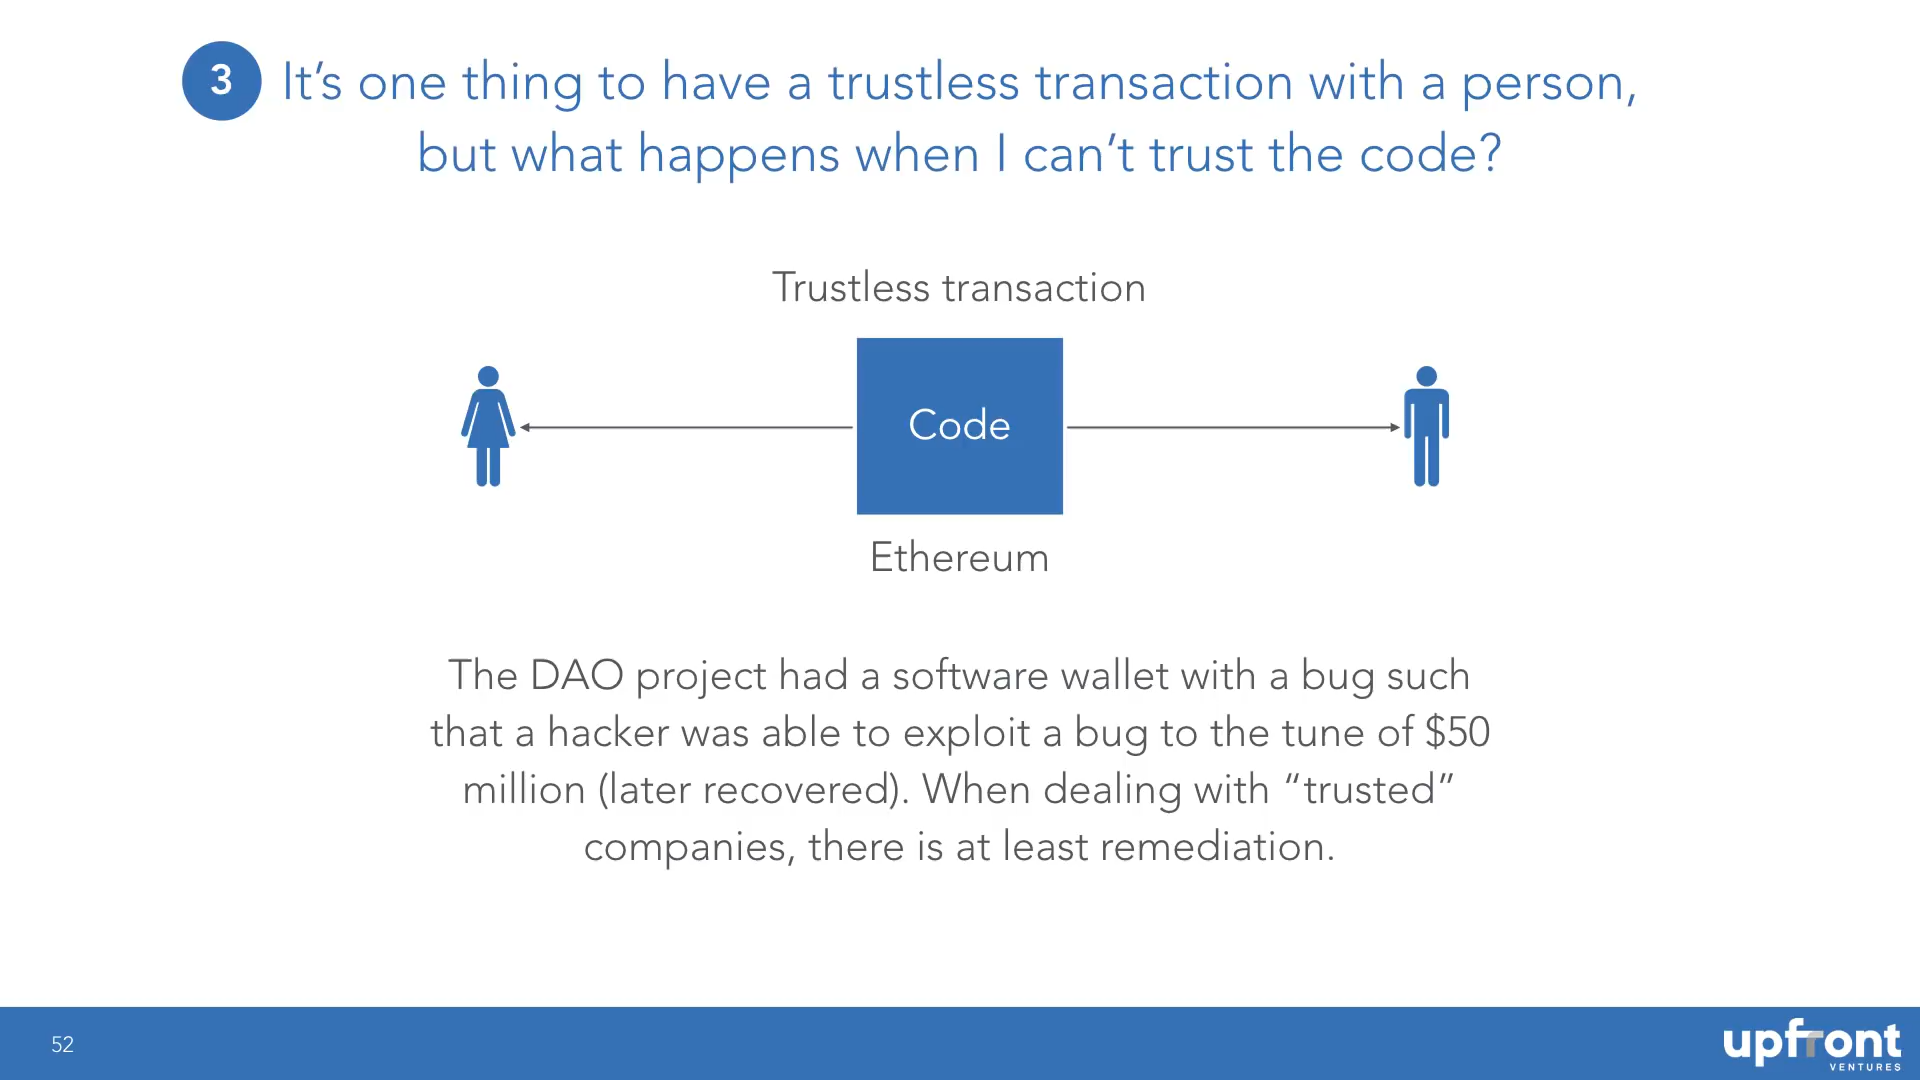 3 It’s one thing to have a trustless transaction with a person,
but what happens when I can’t trust the code?
Trustless transaction
Code
Ethereum
The DAO project had a software wallet with a bug such
that a hacker was able to exploit a bug to the tune of $50
million (later recovered). When dealing with “trusted”
companies, there is at least remediation.
52
upfront
VENTURES